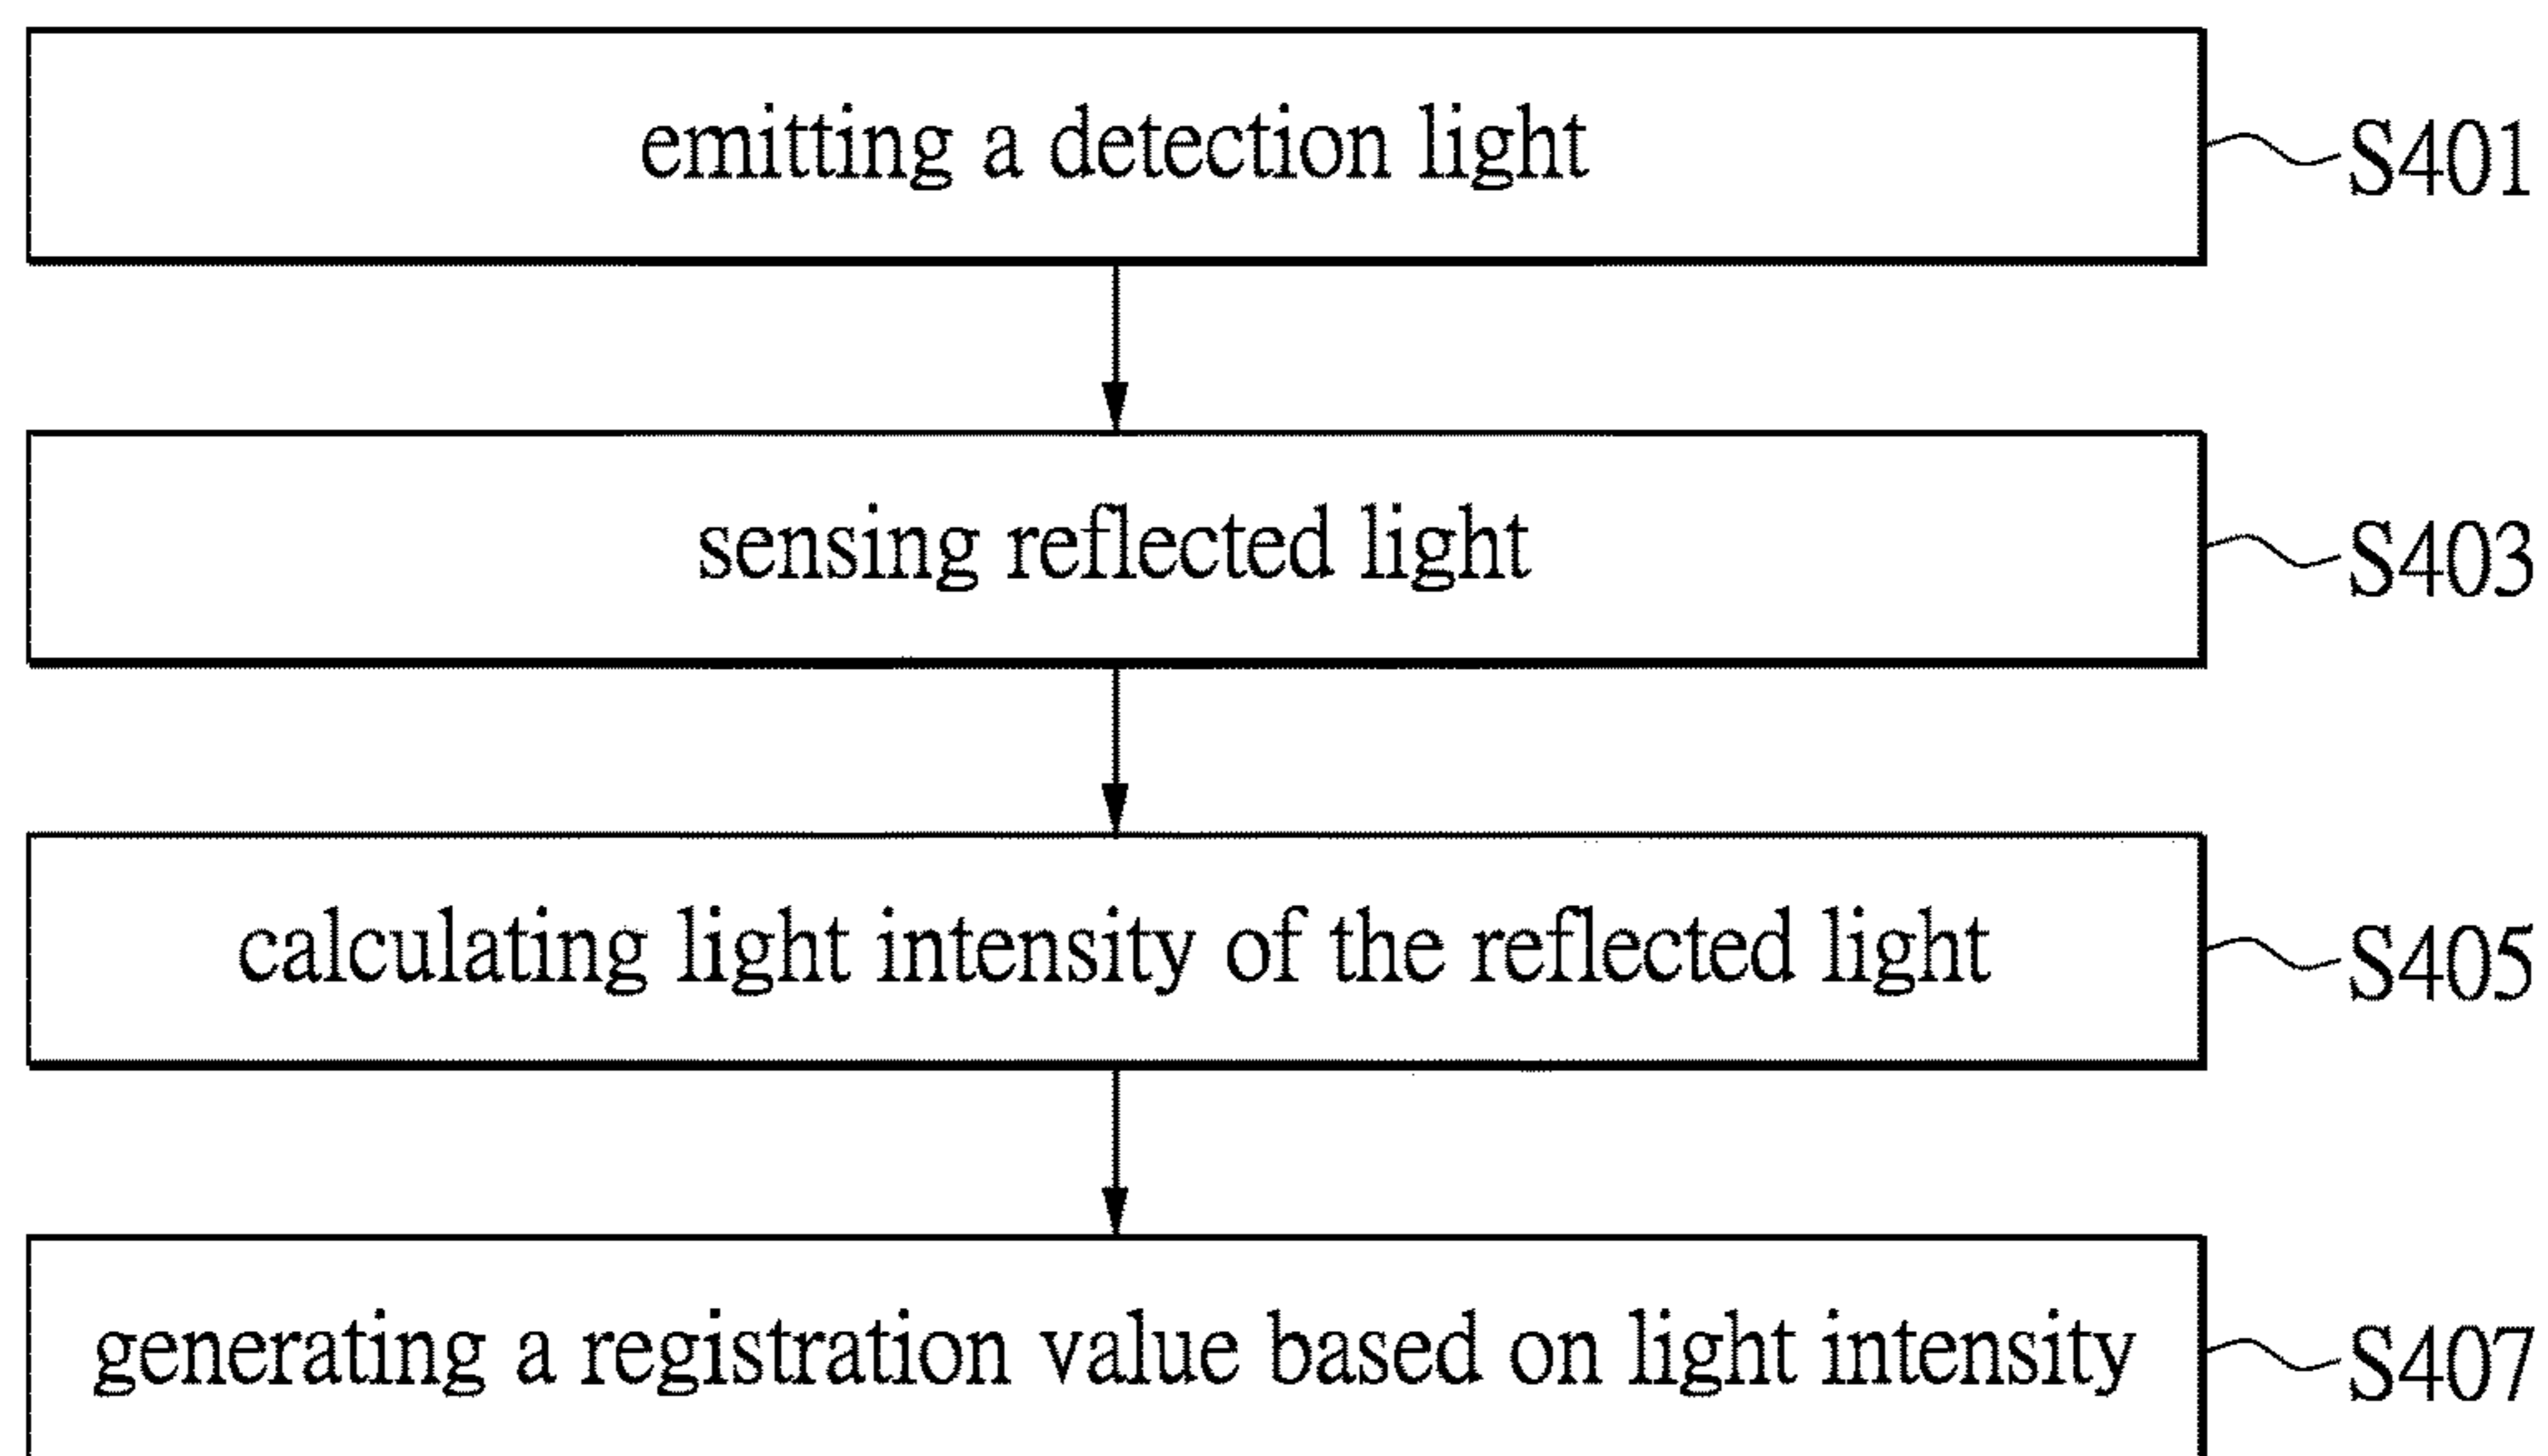 emitting a detection light
S401
sensing reflected light
S403
calculating light intensity of the reflected light
S405
generating a registration value based on light intensity
S407